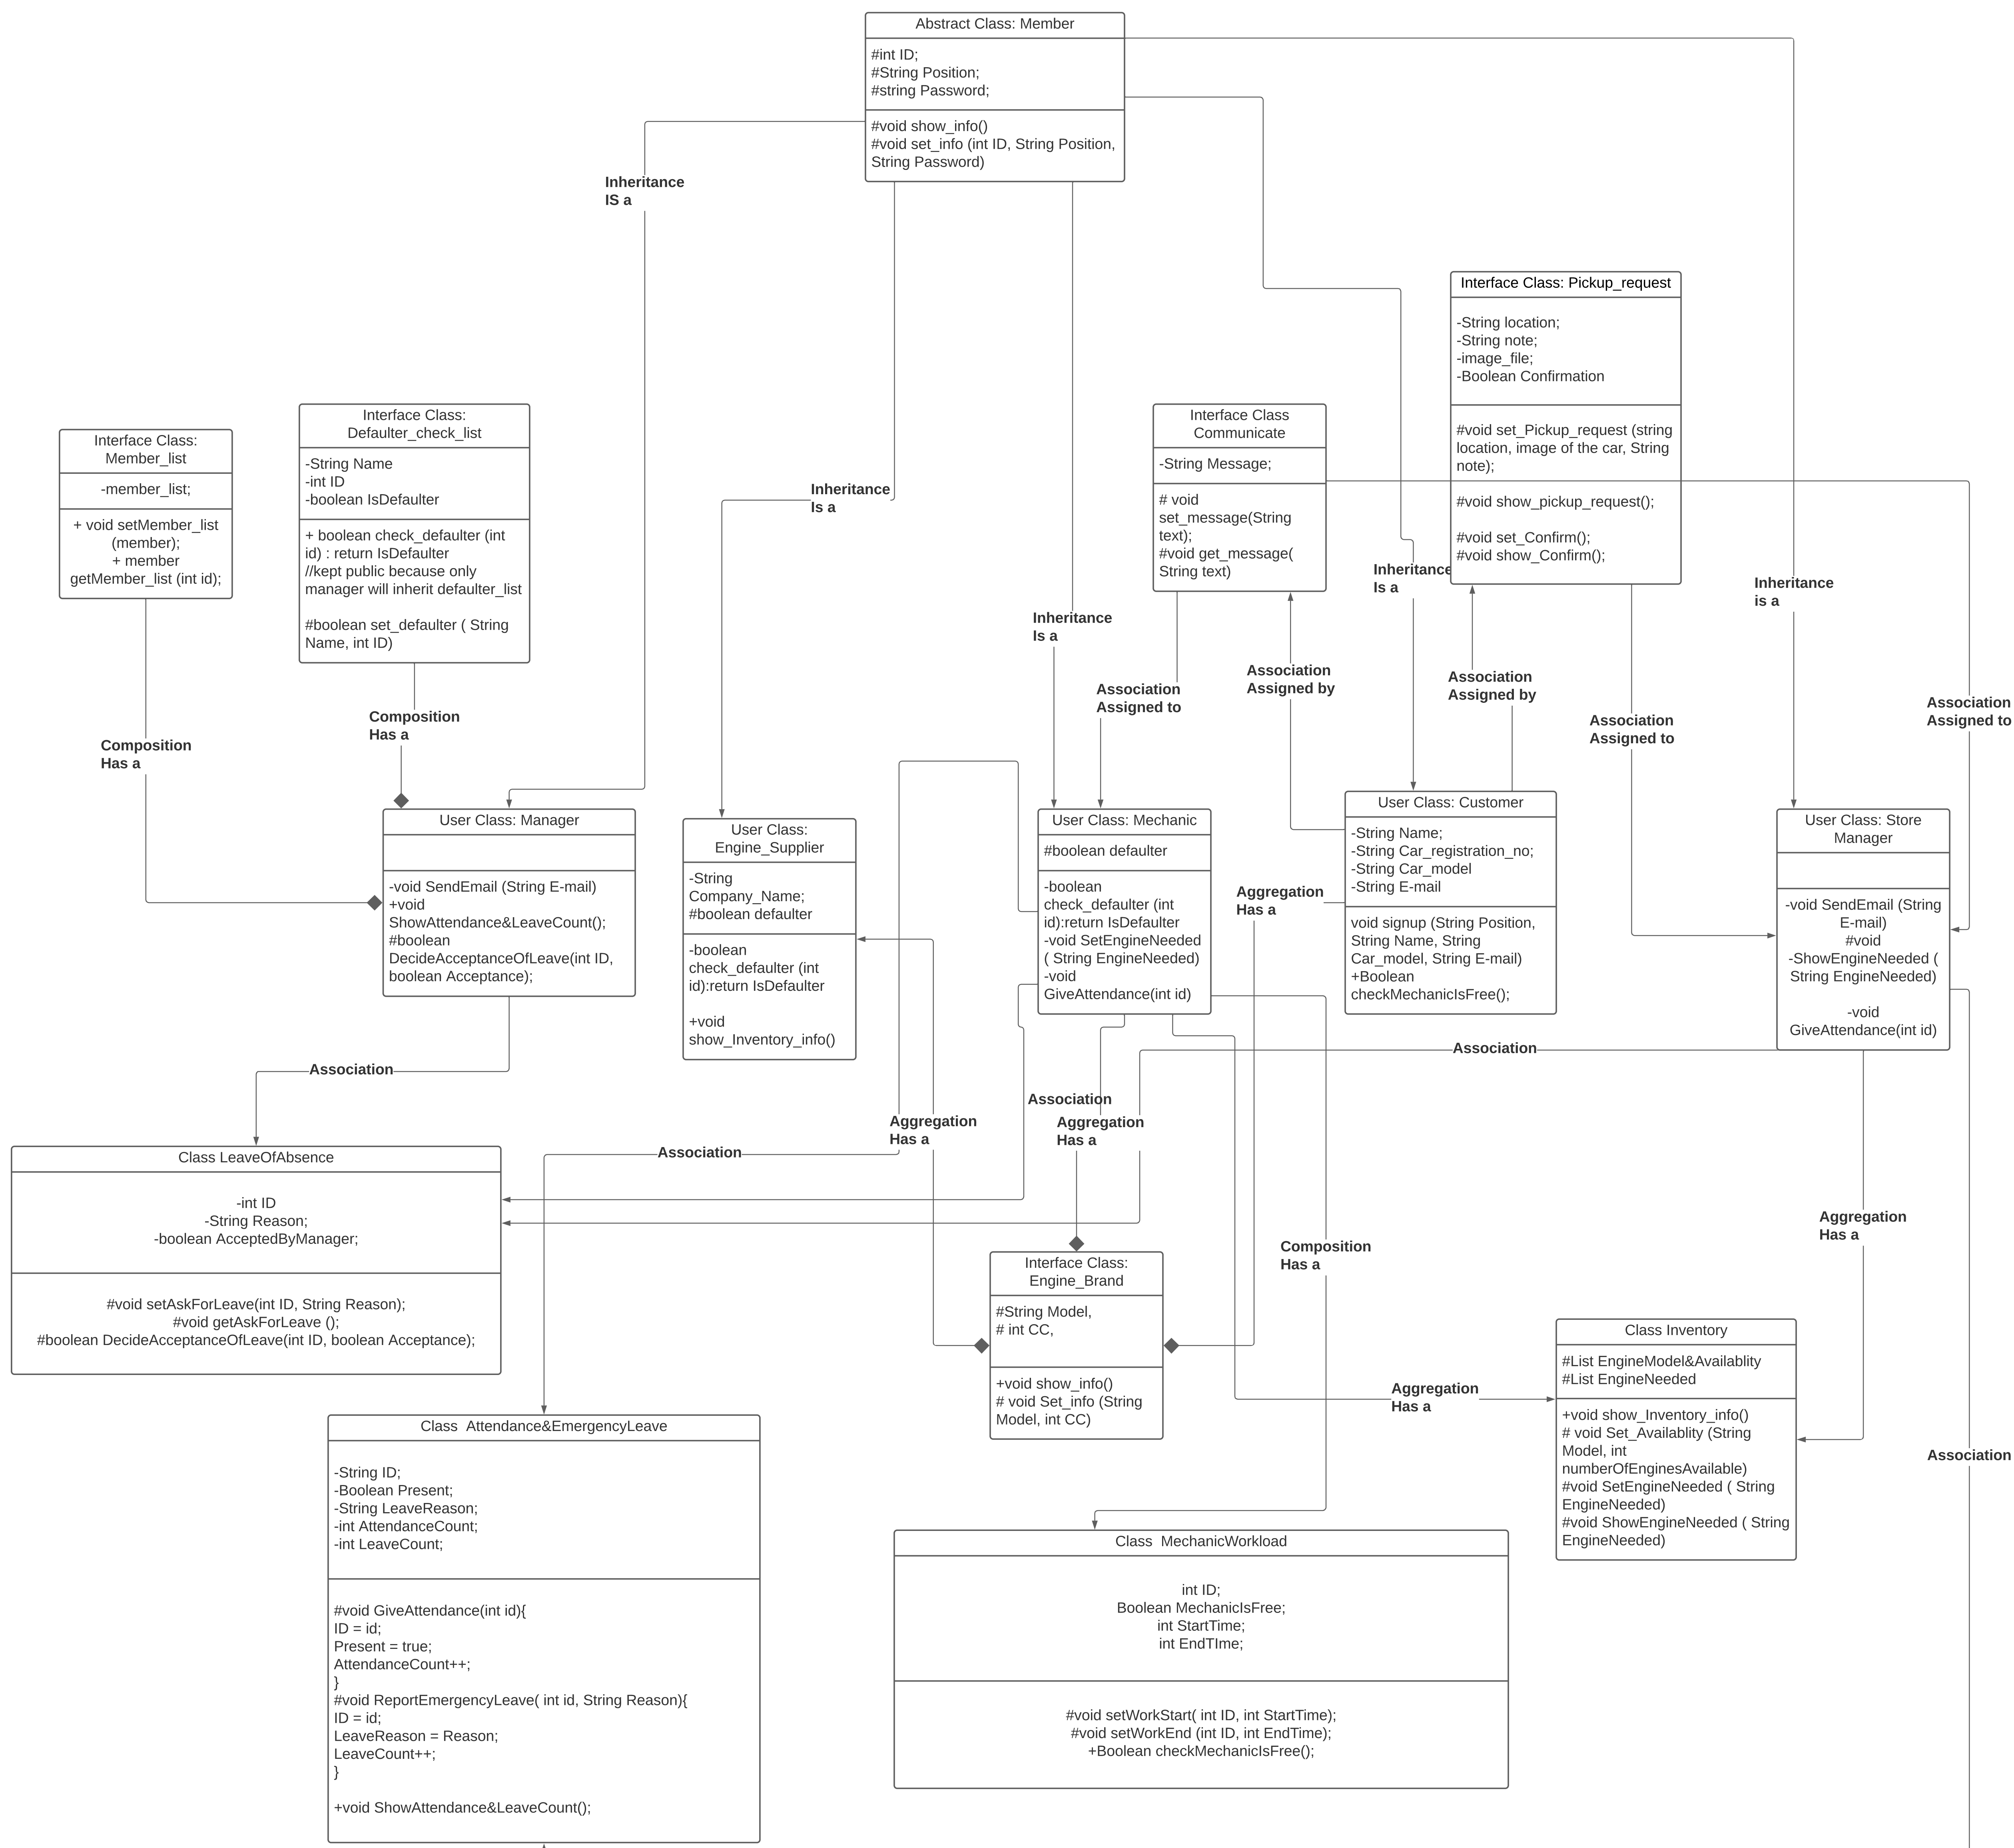 Abstract Class: Member
#int ID;
#String Position;
#string Password;
#void show_info()
#void set_info (int ID, String Position,
String Password)
Inheritance
IS a
Interface Class: Pickup_request
-String location;
-String note;
-image_file;
-Boolean Confirmation
#void set_Pickup_request (string
location, image of the car, String
note);
#void show_pickup_request();
#void set_Confirm();
#void show_Confirm();
Interface Class:
Member_list
-member_list;
+ void setMember_list
(member);
+ member
getMember_list (int id);
Interface Class:
Defaulter_check_list
-String Name
-int ID
-boolean IsDefaulter
+ boolean check_defaulter (int
id) : return IsDefaulter
//kept public because only
manager will inherit defaulter_list
#boolean set_defaulter ( String
Name, int ID)
Inheritance
Is a
Interface Class
Communicate
-String Message;
# void
set_message(String
text);
#void get_message(
String text)
Inheritance
Is a
Inheritance
is a
Inheritance
Is a
Composition
Has a
Composition
Has a
Association
Assigned to
Association
Assigned by
Association
Assigned by
Association
Assigned to
Association
Assigned to
User Class: Manager
-void SendEmail (String E-mail)
+void
ShowAttendance&LeaveCount();
#boolean
DecideAcceptanceOfLeave(int ID,
boolean Acceptance);
User Class:
Engine_Supplier
-String
Company_Name;
#boolean defaulter
-boolean
check_defaulter (int
id):return IsDefaulter
+void
show_Inventory_info()
User Class: Mechanic
#boolean defaulter
-boolean
check_defaulter (int
id):return IsDefaulter
-void SetEngineNeeded
( String EngineNeeded)
-void
GiveAttendance(int id)
Aggregation
Has a
User Class: Customer
-String Name;
-String Car_registration_no;
-String Car_model
-String E-mail
void signup (String Position,
String Name, String
Car_model, String E-mail)
+Boolean
checkMechanicIsFree();
User Class: Store
Manager
-void SendEmail (String
E-mail)
#void
-ShowEngineNeeded (
String EngineNeeded)
-void
GiveAttendance(int id)
Association
Association
Association
Aggregation
Has a
Aggregation
Has a
Association
Class LeaveOfAbsence
-int ID
-String Reason;
-boolean AcceptedByManager;
#void setAskForLeave(int ID, String Reason);
#void getAskForLeave ();
#boolean DecideAcceptanceOfLeave(int ID, boolean Acceptance);
Interface Class:
Engine_Brand
#String Model,
# int CC,
+void show_info()
# void Set_info (String
Model, int CC)
Composition
Has a
Aggregation
Has a
Aggregation
Has a
Class Inventory
#List EngineModel&Availablity
#List EngineNeeded
+void show_Inventory_info()
# void Set_Availablity (String
Model, int
numberOfEnginesAvailable)
#void SetEngineNeeded ( String
EngineNeeded)
#void ShowEngineNeeded ( String
EngineNeeded)
Association
Class  Attendance&EmergencyLeave
-String ID;
-Boolean Present;
-String LeaveReason;
-int AttendanceCount;
-int LeaveCount;
#void GiveAttendance(int id){
ID = id;
Present = true;
AttendanceCount++;
}
#void ReportEmergencyLeave( int id, String Reason){
ID = id;
LeaveReason = Reason;
LeaveCount++;
}
+void ShowAttendance&LeaveCount();
Class  MechanicWorkload
int ID;
Boolean MechanicIsFree;
int StartTime;
int EndTIme;
#void setWorkStart( int ID, int StartTime);
#void setWorkEnd (int ID, int EndTime);
+Boolean checkMechanicIsFree();